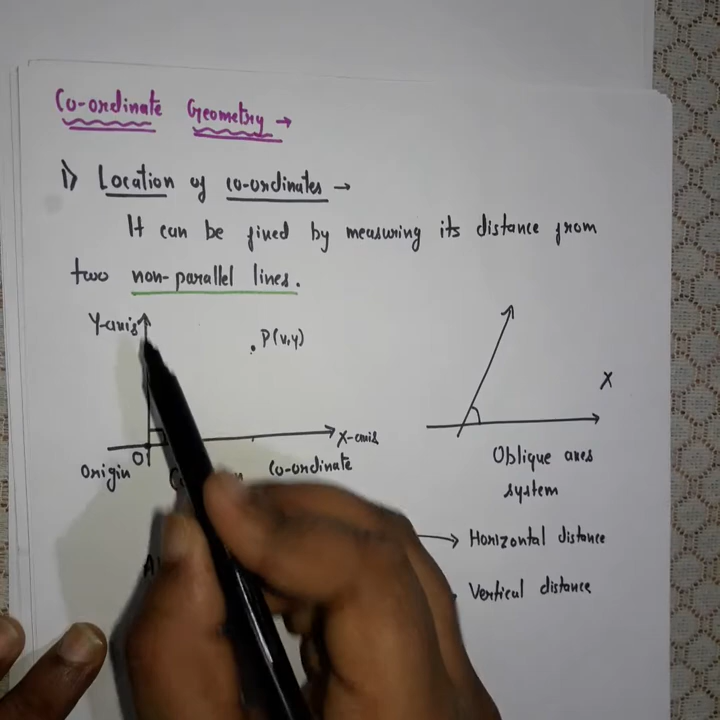 Co-ordinate Geometry →
1) Location of co-ordinates →
It can be fixed by measuring its distance from
two non-parallel lines.
Y-axis
P(x,y)
X
X-axis
O
Origin
Co-ordinate
Oblique axes
system
→ Horizontal distance
Vertical distance